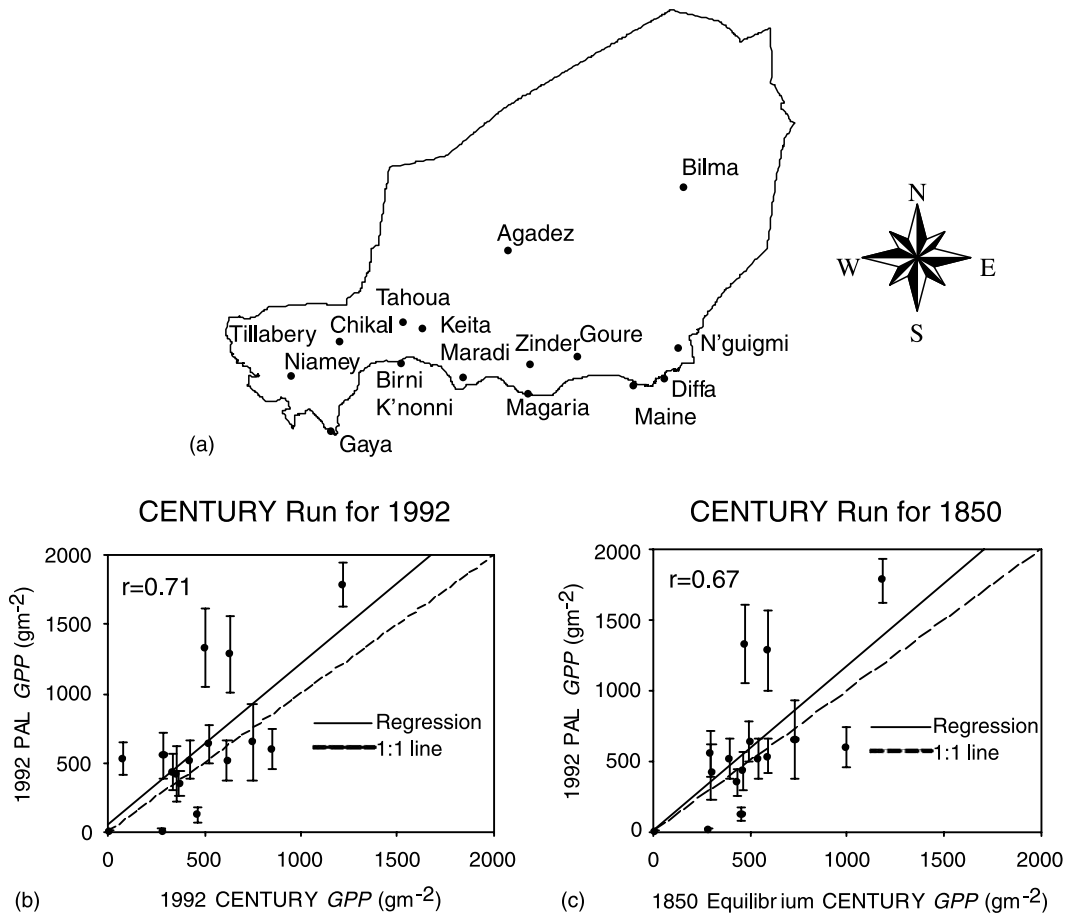 Bilma
N
Agadez
W
E
Tahoua
S
Tillabery
Chikal
Keita
Goure
Zinder
N'guigmi
Niamey
Maradi
Birni
K'nonni
Diffa
Magaria
Maine
(a)
Gaya
CENTURY Run for 1992
2000
r=0.71
1500
1000
500
0
1992 PAL GPP (gm⁻²)
Regression
1:1 line
0 500 1000 1500 2000
(b)
1992 CENTURY GPP (gm⁻²)
CENTURY Run for 1850
2000
r=0.67
1500
1000
500
0
1992 PAL GPP (gm⁻²)
Regression
1:1 line
0 500 1000 1500 2000
(c)
1850 Equilibrium CENTURY GPP (gm⁻²)